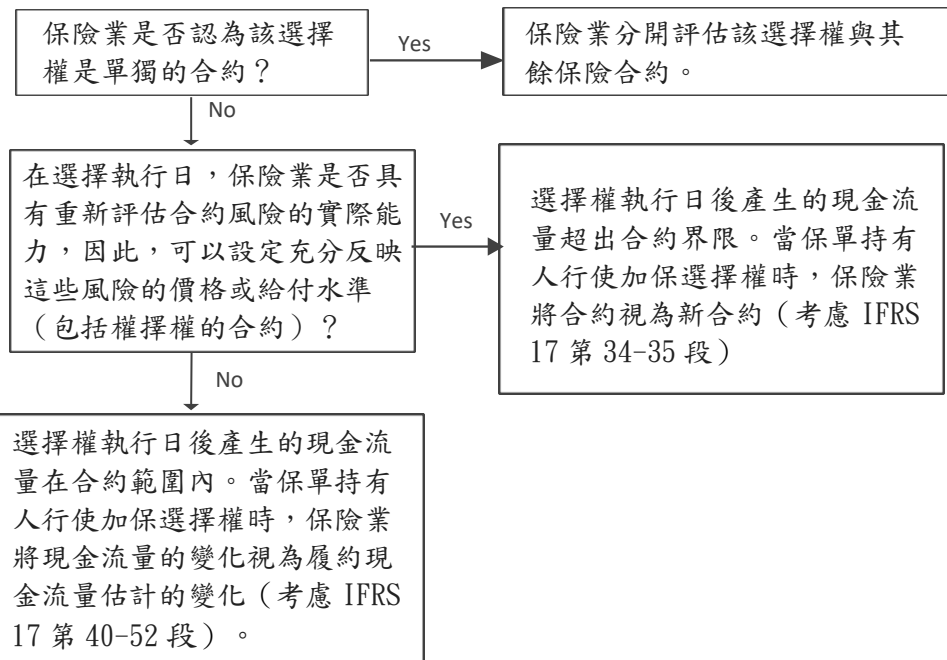 保險業是否認為該選擇
權是單獨的合約？
Yes
保險業分開評估該選擇權與其
餘保險合約。
No
在選擇執行日，保險業是否具
有重新評估合約風險的實際能
力，因此，可以設定充分反映
這些風險的價格或給付水準
（包括權擇權的合約）？
Yes
選擇權執行日後產生的現金流
量超出合約界限。當保單持有
人行使加保選擇權時，保險業
將合約視為新合約（考慮 IFRS
17 第 34-35 段）
No
選擇權執行日後產生的現金流
量在合約範圍內。當保單持有
人行使加保選擇權時，保險業
將現金流量的變化視為履約現
金流量估計的變化（考慮 IFRS
17 第 40-52 段）。